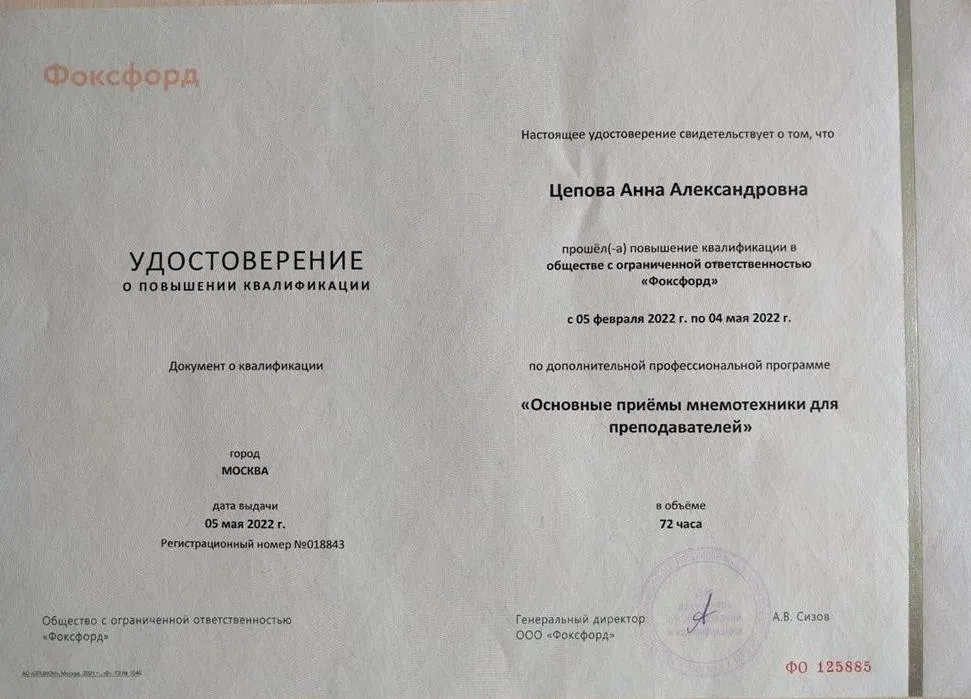 Фоксфорд
УДОСТОВЕРЕНИЕ
О ПОВЫШЕНИИ КВАЛИФИКАЦИИ
Документ о квалификации
город
МОСКВА
дата выдачи
05 мая 2022 г.
Регистрационный номер №018843
Общество с ограниченной ответственностью
«Фоксфорд»
Настоящее удостоверение свидетельствует о том, что
Цепова Анна Александровна
прошёл(-а) повышение квалификации в
обществе с ограниченной ответственностью
«Фоксфорд»
с 05 февраля 2022 г. по 04 мая 2022 г.
по дополнительной профессиональной программе
«Основные приёмы мнемотехники для
преподавателей»
в объёме
72 часа
Генеральный директор
ООО «Фоксфорд»
А.В. Сизов
ФО 125885